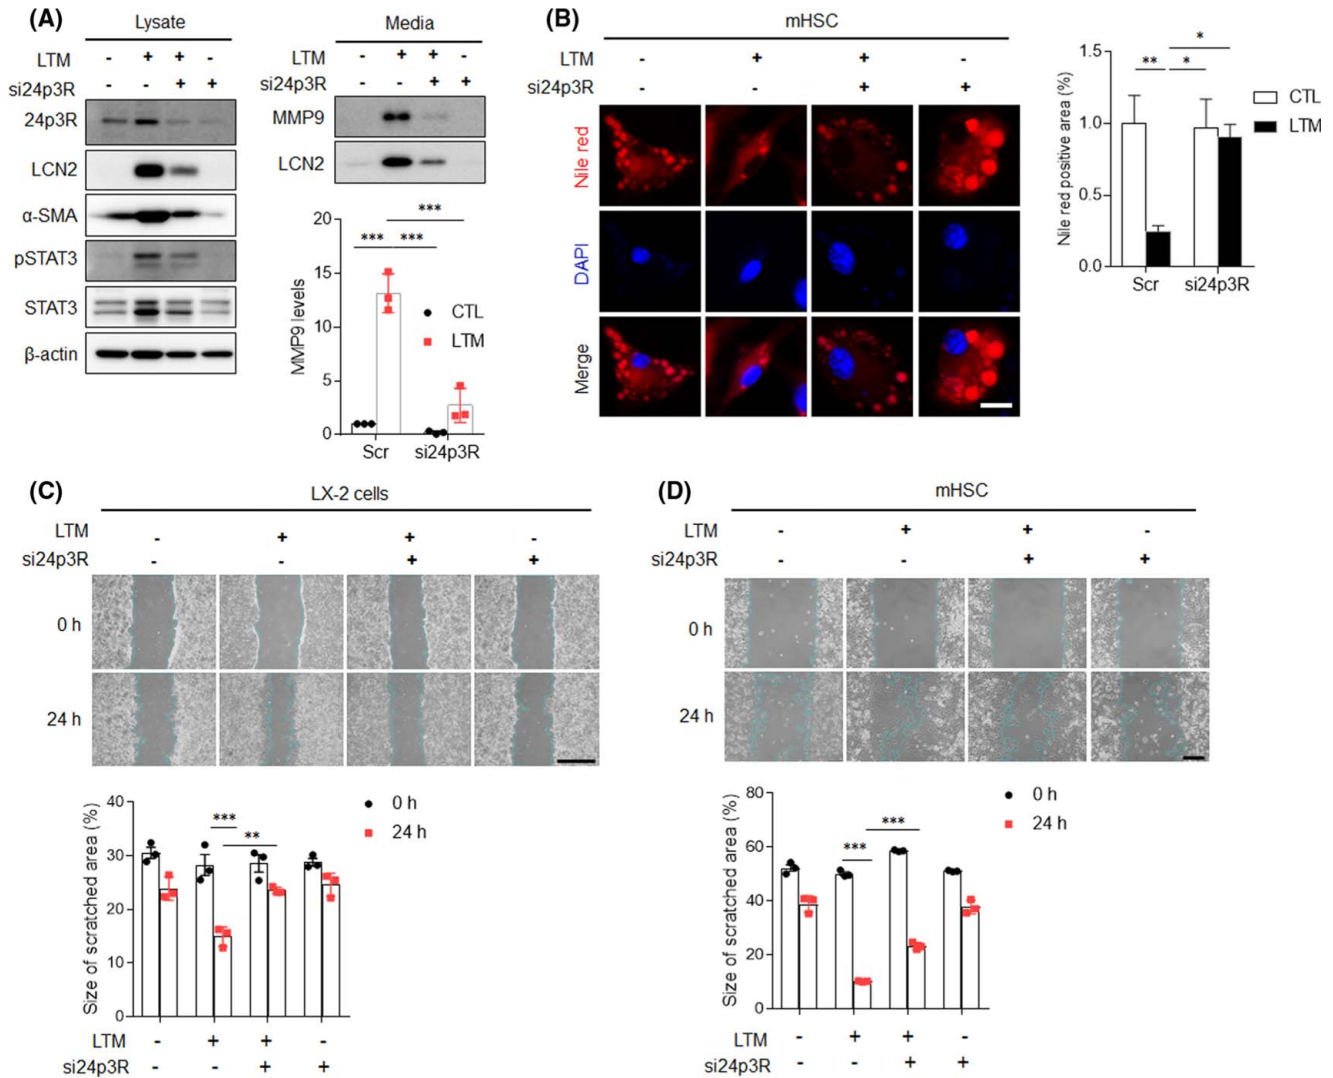 (A)
Lysate
LTM - + + -
si24p3R - - + +
24p3R
LCN2
α-SMA
pSTAT3
STAT3
β-actin
Media
LTM - + + -
si24p3R - - + +
MMP9
LCN2
MMP9 levels
20
15
10
5
0
*** *** ***
CTL
LTM
Scr si24p3R
(B)
mHSC
LTM - + + -
si24p3R - - + +
Nile red
DAPI
Merge
Nile red positive area (%)
1.5
1.0
0.5
0.0
** * *
CTL
LTM
Scr si24p3R
(C)
LX-2 cells
LTM - + + -
si24p3R - - + +
0 h
24 h
Size of scratched area (%)
40
30
20
10
0
*** **
0 h
24 h
LTM - + + -
si24p3R - - + +
(D)
mHSC
LTM - + + -
si24p3R - - + +
0 h
24 h
Size of scratched area (%)
80
60
40
20
0
*** ***
0 h
24 h
LTM - + + -
si24p3R - - + +